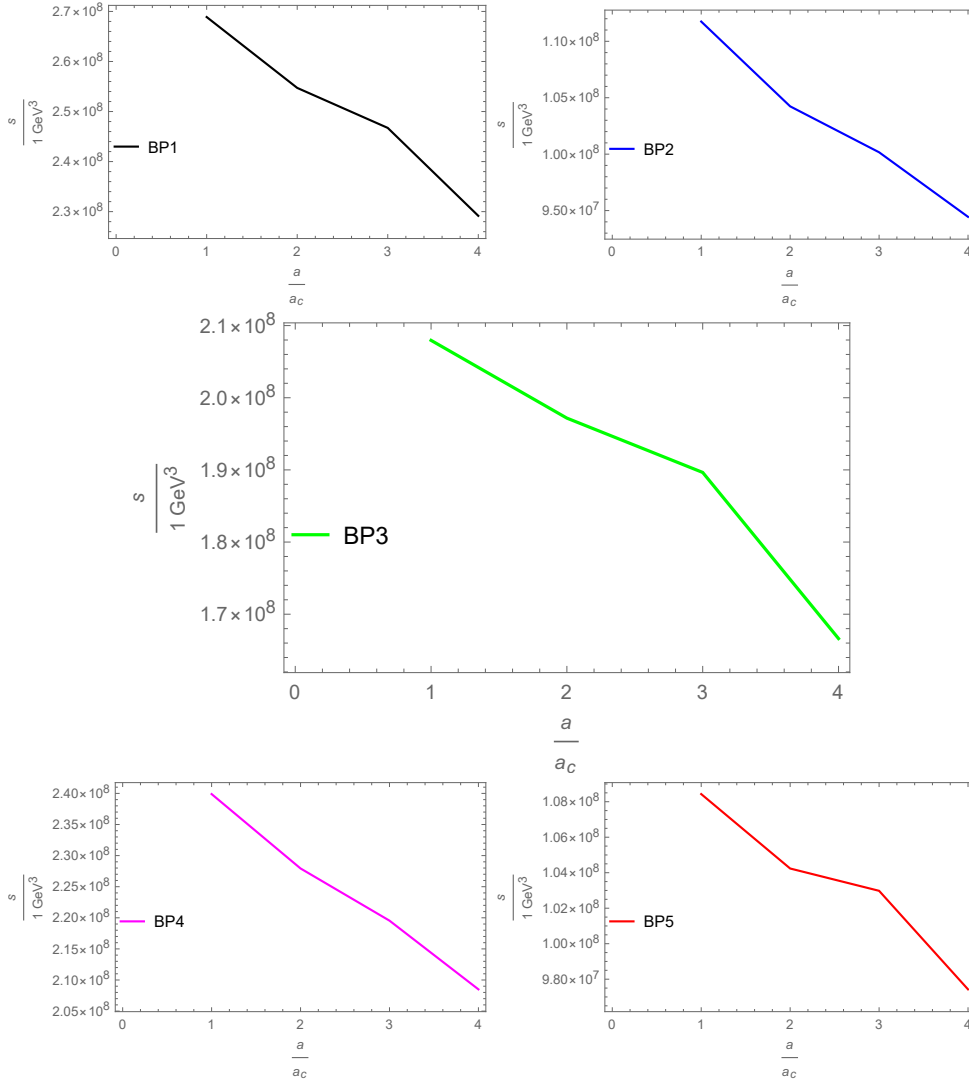 2.7×10⁸
2.6×10⁸
2.5×10⁸
2.4×10⁸
2.3×10⁸
s
1 GeV³
BP1
0 1 2 3 4
a
a_c
1.10×10⁸
1.05×10⁸
1.00×10⁸
9.50×10⁷
s
1 GeV³
BP2
0 1 2 3 4
a
a_c
2.1×10⁸
2.0×10⁸
1.9×10⁸
1.8×10⁸
1.7×10⁸
s
1 GeV³
BP3
0 1 2 3 4
a
a_c
2.40×10⁸
2.35×10⁸
2.30×10⁸
2.25×10⁸
2.20×10⁸
2.15×10⁸
2.10×10⁸
2.05×10⁸
s
1 GeV³
BP4
0 1 2 3 4
a
a_c
1.08×10⁸
1.06×10⁸
1.04×10⁸
1.02×10⁸
1.00×10⁸
9.80×10⁷
s
1 GeV³
BP5
0 1 2 3 4
a
a_c